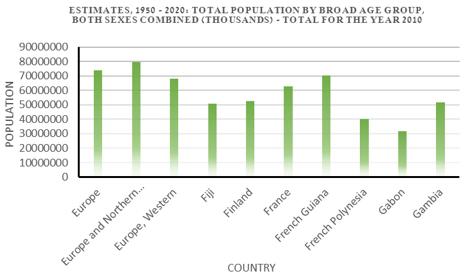 ESTIMATES, 1950 - 2020: TOTAL POPULATION BY BROAD AGE GROUP,
BOTH SEXES COMBINED (THOUSANDS) - TOTAL FOR THE YEAR 2010
POPULATION
90000000
80000000
70000000
60000000
50000000
40000000
30000000
20000000
10000000
0
Europe
Europe and Northern...
Europe, Western
Fiji
Finland
France
French Guiana
French Polynesia
Gabon
Gambia
COUNTRY